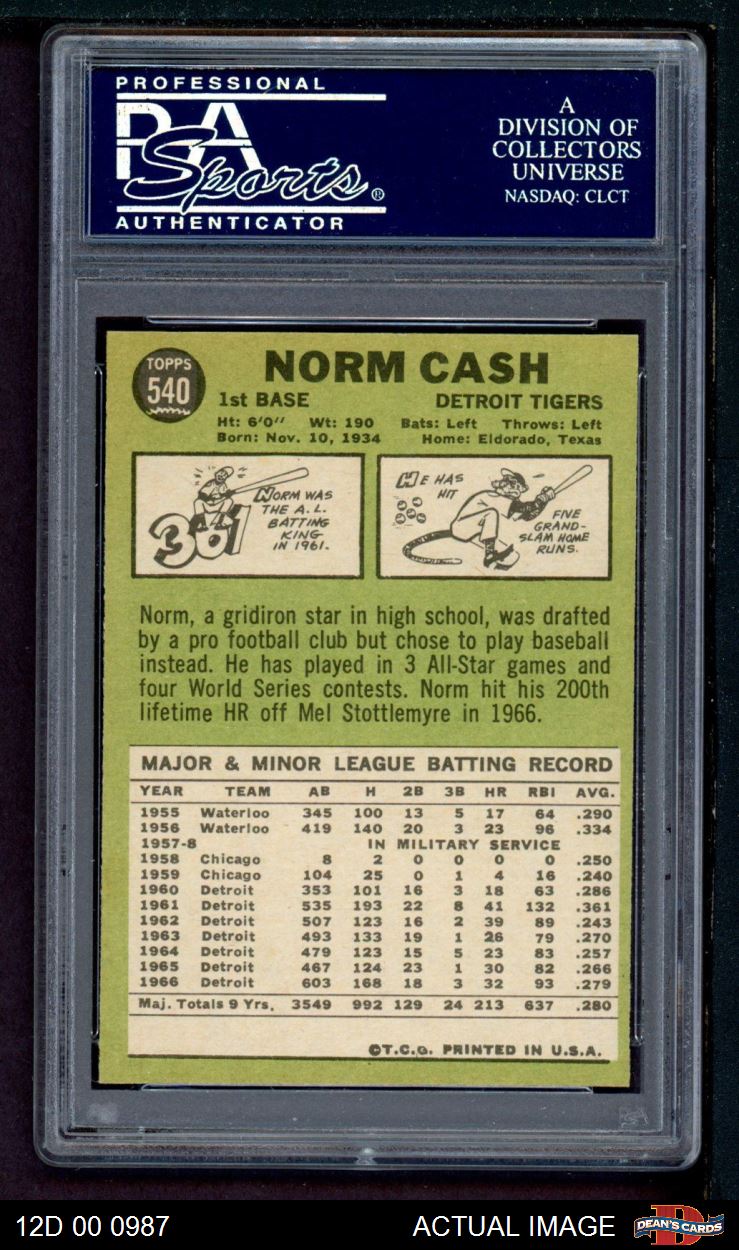 PROFESSIONAL
PSA
Sports®
AUTHENTICATOR
A
DIVISION OF
COLLECTORS
UNIVERSE
NASDAQ: CLCT
TOPPS
540
NORM CASH
1st BASE DETROIT TIGERS
Ht: 6'0" Wt: 190 Bats: Left Throws: Left
Born: Nov. 10, 1934 Home: Eldorado, Texas
361
NORM WAS
THE A.L.
BATTING
KING
IN 1961.
HE HAS
HIT
FIVE
GRAND-
SLAM HOME
RUNS.
Norm, a gridiron star in high school, was drafted
by a pro football club but chose to play baseball
instead. He has played in 3 All-Star games and
four World Series contests. Norm hit his 200th
lifetime HR off Mel Stottlemyre in 1966.
MAJOR & MINOR LEAGUE BATTING RECORD
YEAR TEAM AB H 2B 3B HR RBI AVG.
1955 Waterloo 345 100 13 5 17 64 .290
1956 Waterloo 419 140 20 3 23 96 .334
1957-8 IN MILITARY SERVICE
1958 Chicago 8 2 0 0 0 0 .250
1959 Chicago 104 25 0 1 4 16 .240
1960 Detroit 353 101 16 3 18 63 .286
1961 Detroit 535 193 22 8 41 132 .361
1962 Detroit 507 123 16 2 39 89 .243
1963 Detroit 493 133 19 1 26 79 .270
1964 Detroit 479 123 15 5 23 83 .257
1965 Detroit 467 124 23 1 30 82 .266
1966 Detroit 603 168 18 3 32 93 .279
Maj. Totals 9 Yrs. 3549 992 129 24 213 637 .280
©T.C.G. PRINTED IN U.S.A.
12D 00 0987 ACTUAL IMAGE DEAN'S CARDS